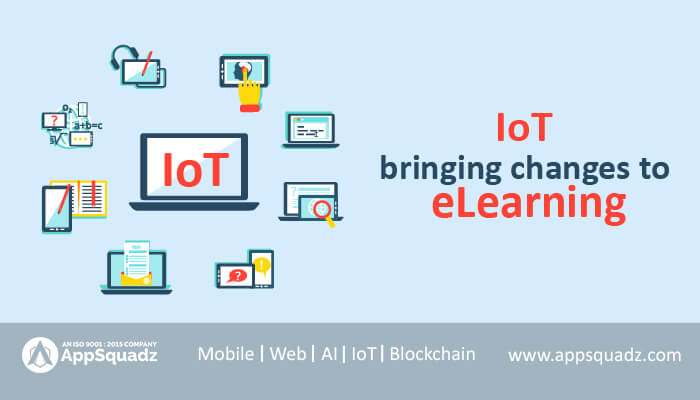 IoT
IoT
bringing changes to
eLearning
?
a+b=c
?
!
AN ISO 9001 : 2015 COMPANY
AppSquadz
Mobile | Web | AI | IoT | Blockchain
www.appsquadz.com